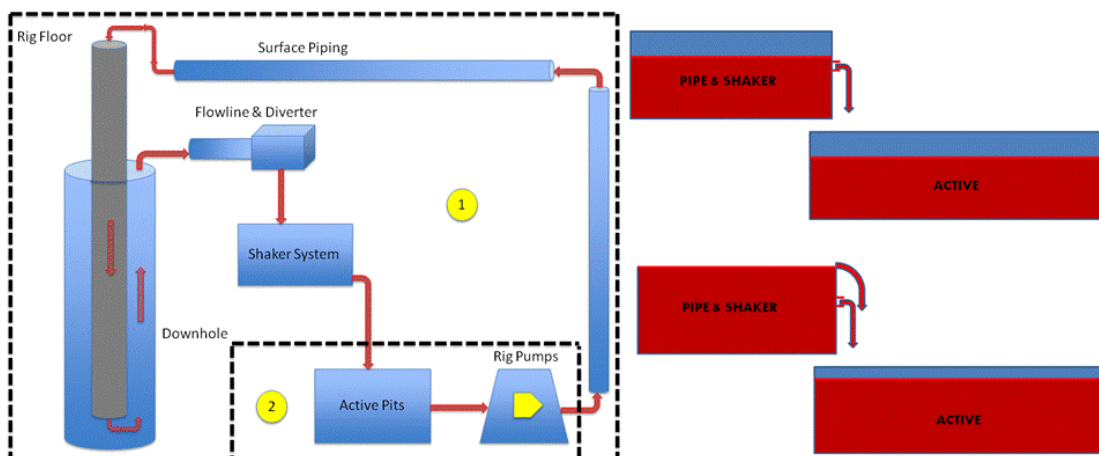 Rig Floor
Surface Piping
Flowline & Diverter
1
Shaker System
Downhole
Rig Pumps
2
Active Pits
PIPE & SHAKER
ACTIVE
PIPE & SHAKER
ACTIVE